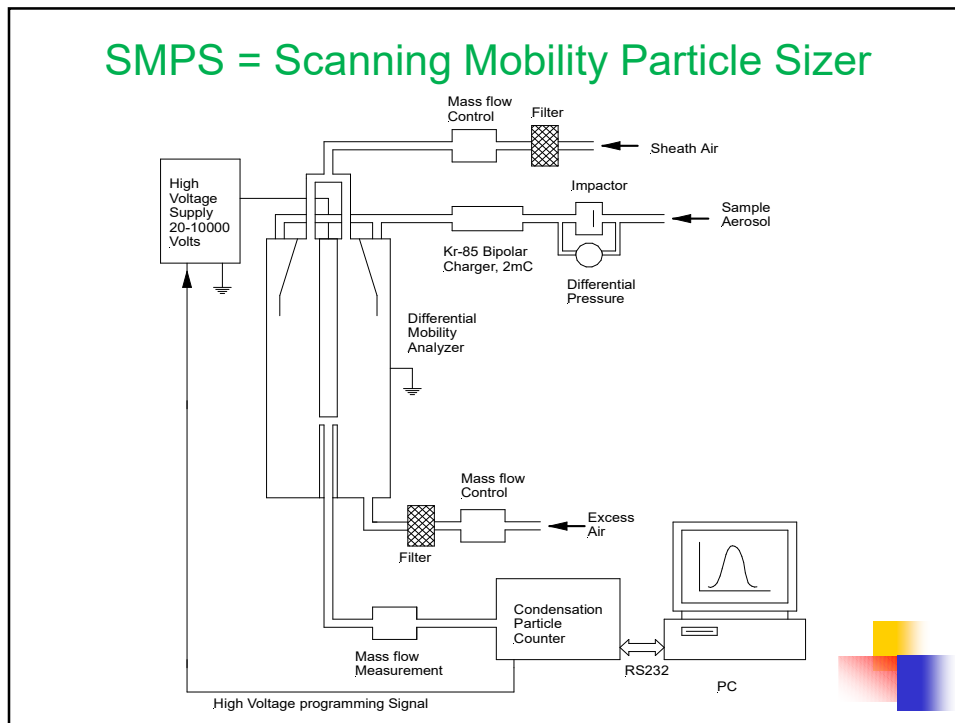 SMPS = Scanning Mobility Particle Sizer
Mass flow
Control
Filter
Sheath Air
High
Voltage
Supply
20-10000
Volts
Impactor
Sample
Aerosol
Kr-85 Bipolar
Charger, 2mC
Differential
Pressure
Differential
Mobility
Analyzer
Mass flow
Control
Excess
Air
Filter
Condensation
Particle
Counter
Mass flow
Measurement
RS232
PC
High Voltage programming Signal